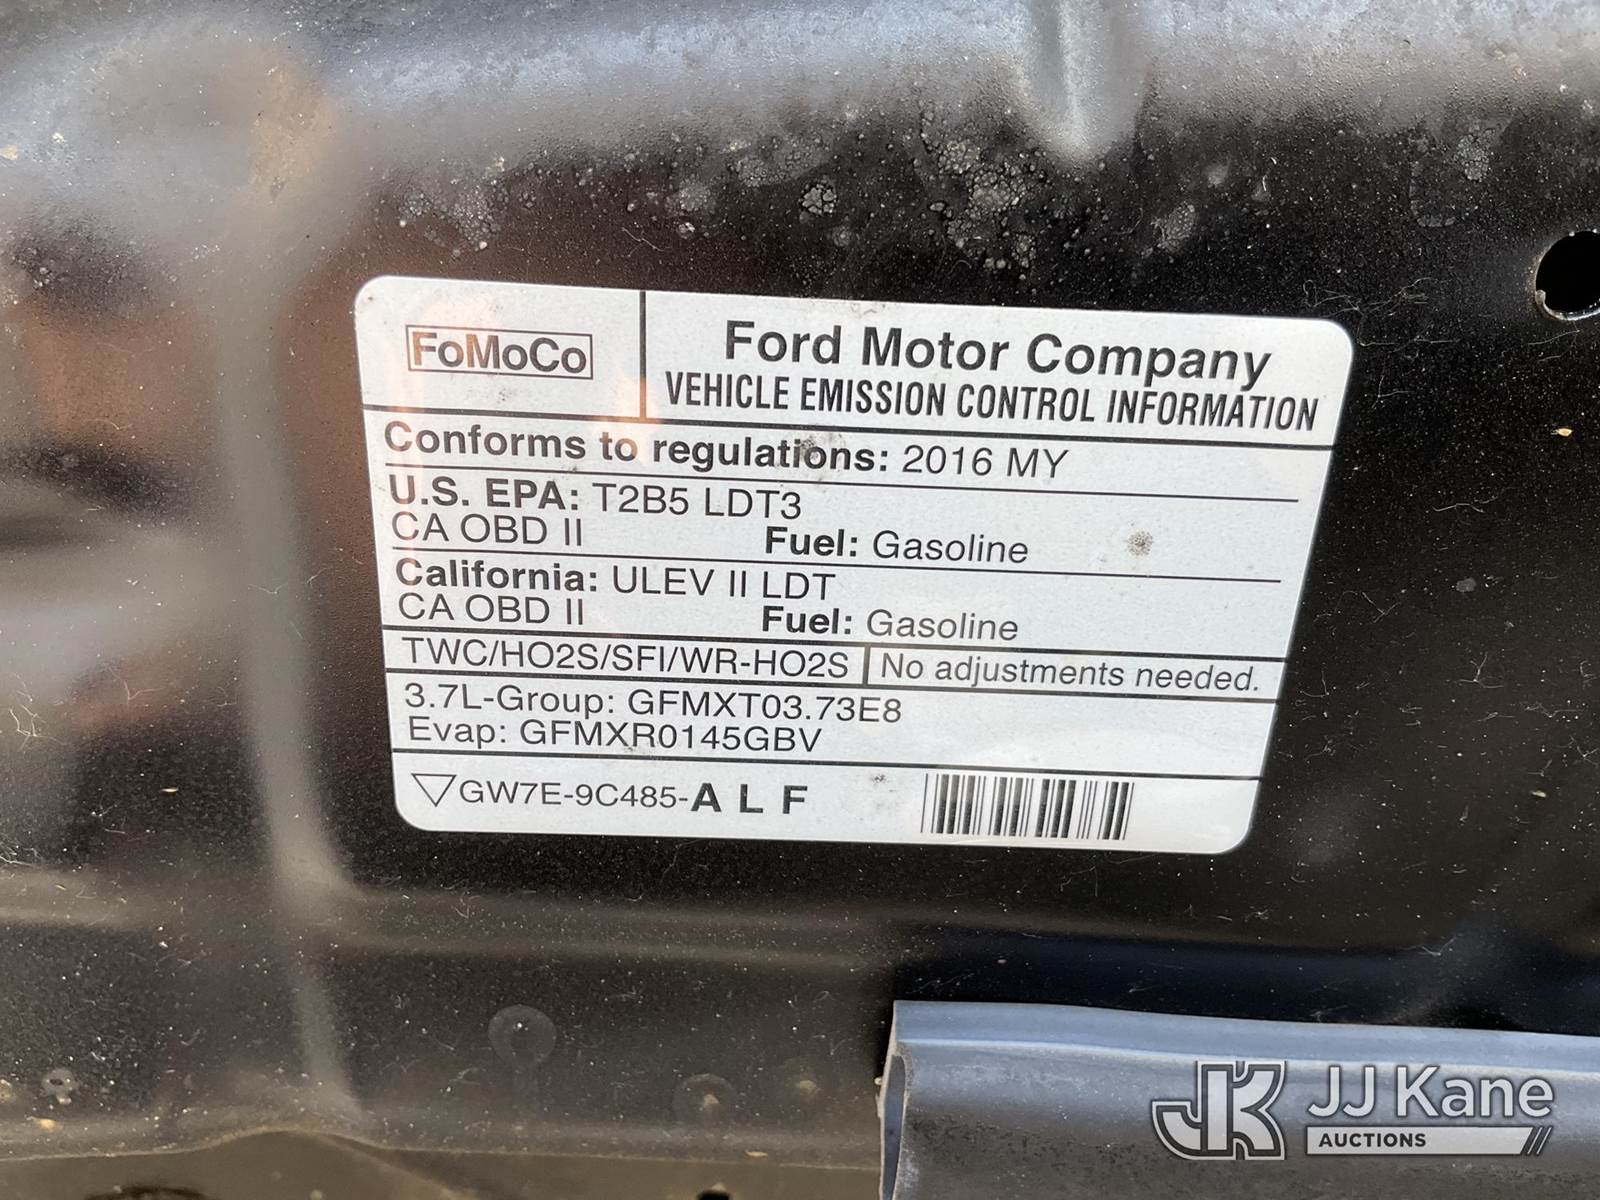 FoMoCo
Ford Motor Company
VEHICLE EMISSION CONTROL INFORMATION
Conforms to regulations: 2016 MY
U.S. EPA: T2B5 LDT3
CA OBD II Fuel: Gasoline
California: ULEV II LDT
CA OBD II Fuel: Gasoline
TWC/HO2S/SFI/WR-HO2S No adjustments needed.
3.7L-Group: GFMXT03.73E8
Evap: GFMXR0145GBV
GW7E-9C485-A L F
JK JJ Kane
AUCTIONS